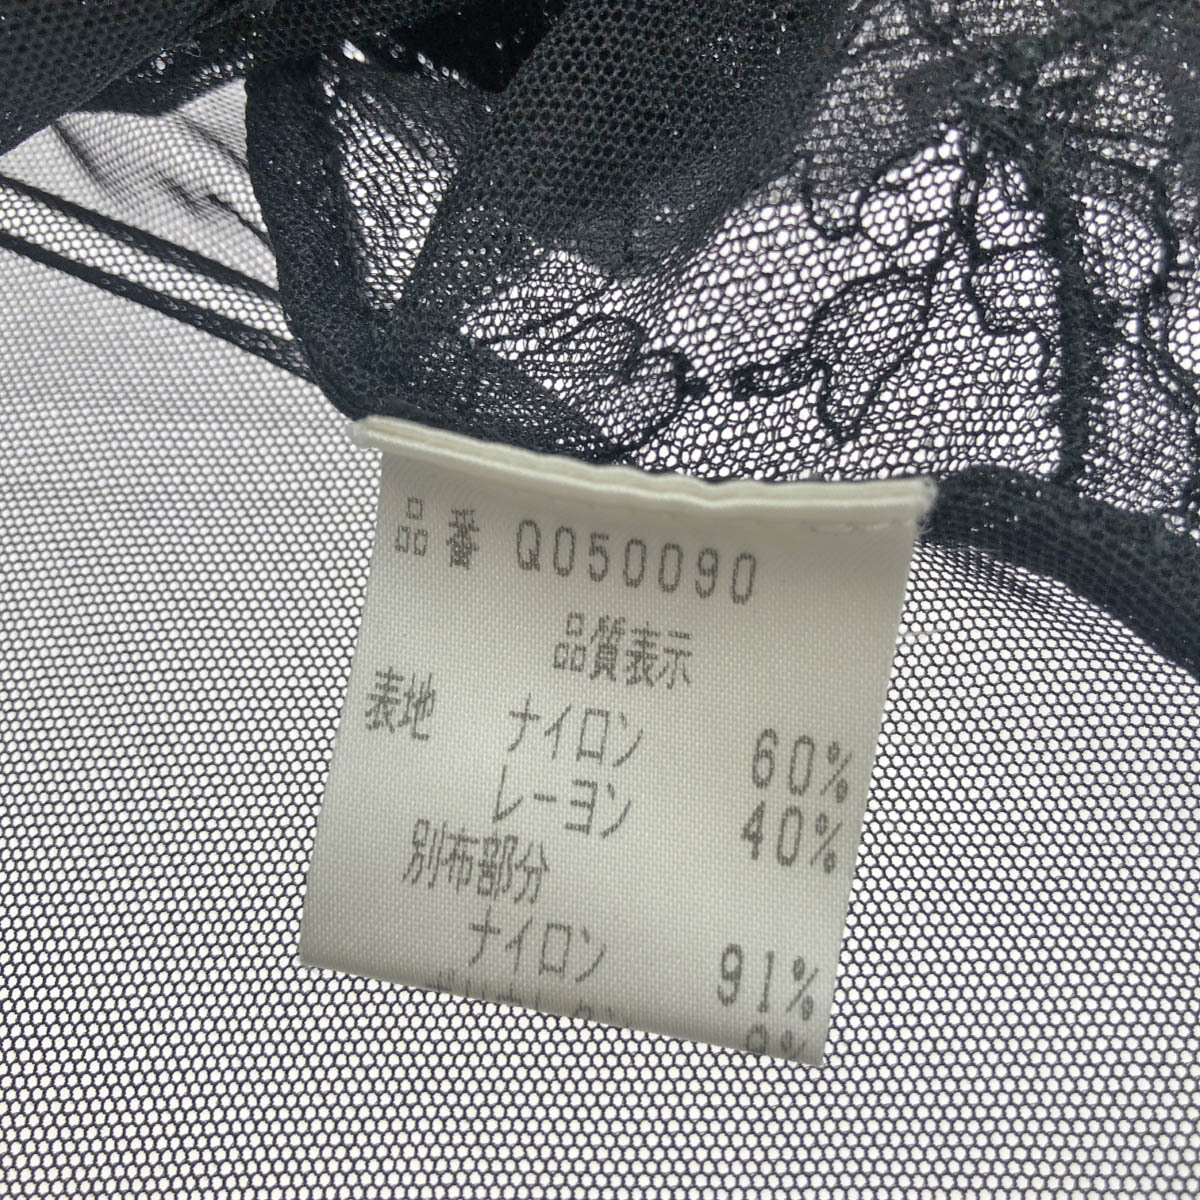 品番 Q050090
品質表示
表地 ナイロン 60%
レーヨン 40%
別布部分
ナイロン 91%